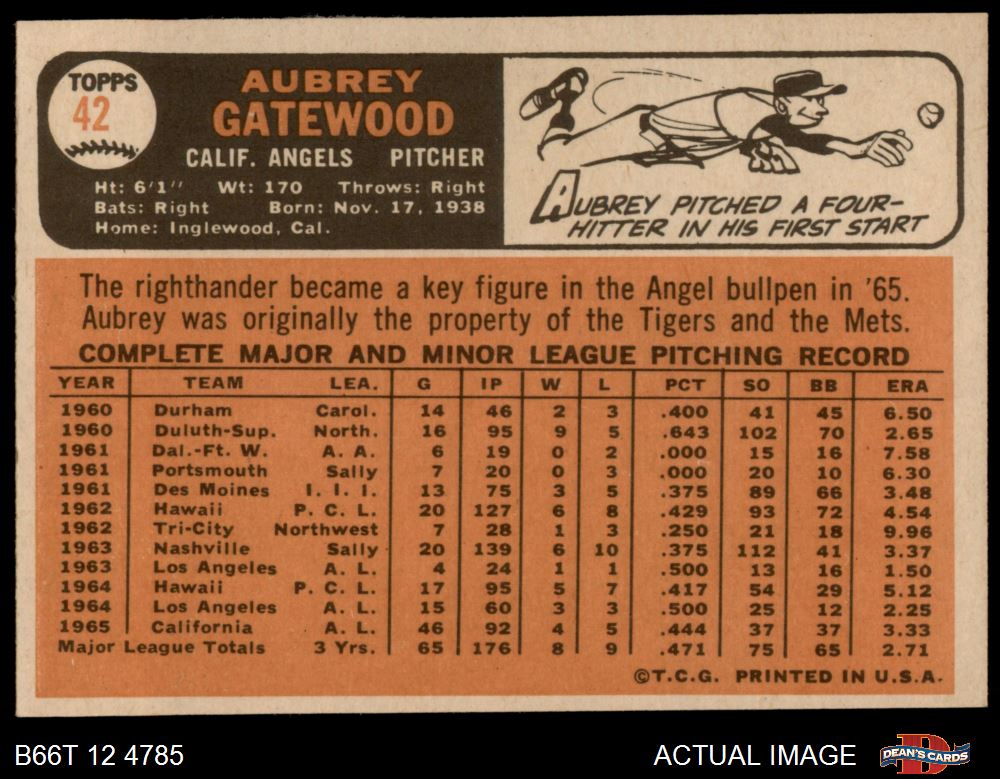 TOPPS
42
AUBREY
GATEWOOD
CALIF. ANGELS PITCHER
Ht: 6'1" Wt: 170 Throws: Right
Bats: Right Born: Nov. 17, 1938
Home: Inglewood, Cal.
AUBREY PITCHED A FOUR-
HITTER IN HIS FIRST START
The righthander became a key figure in the Angel bullpen in '65.
Aubrey was originally the property of the Tigers and the Mets.
COMPLETE MAJOR AND MINOR LEAGUE PITCHING RECORD
YEAR TEAM LEA. G IP W L PCT SO BB ERA
1960 Durham Carol. 14 46 2 3 .400 41 45 6.50
1960 Duluth-Sup. North. 16 95 9 5 .643 102 70 2.65
1961 Dal.-Ft. W. A. A. 6 19 0 2 .000 15 16 7.58
1961 Portsmouth Sally 7 20 0 3 .000 20 10 6.30
1961 Des Moines I. I. I. 13 75 3 5 .375 89 66 3.48
1962 Hawaii P. C. L. 20 127 6 8 .429 93 72 4.54
1962 Tri-City Northwest 7 28 1 3 .250 21 18 9.96
1963 Nashville Sally 20 139 6 10 .375 112 41 3.37
1963 Los Angeles A. L. 4 24 1 1 .500 13 16 1.50
1964 Hawaii P. C. L. 17 95 5 7 .417 54 29 5.12
1964 Los Angeles A. L. 15 60 3 3 .500 25 12 2.25
1965 California A. L. 46 92 4 5 .444 37 37 3.33
Major League Totals 3 Yrs. 65 176 8 9 .471 75 65 2.71
©T.C.G. PRINTED IN U.S.A.
B66T 12 4785 ACTUAL IMAGE DEAN'S CARDS